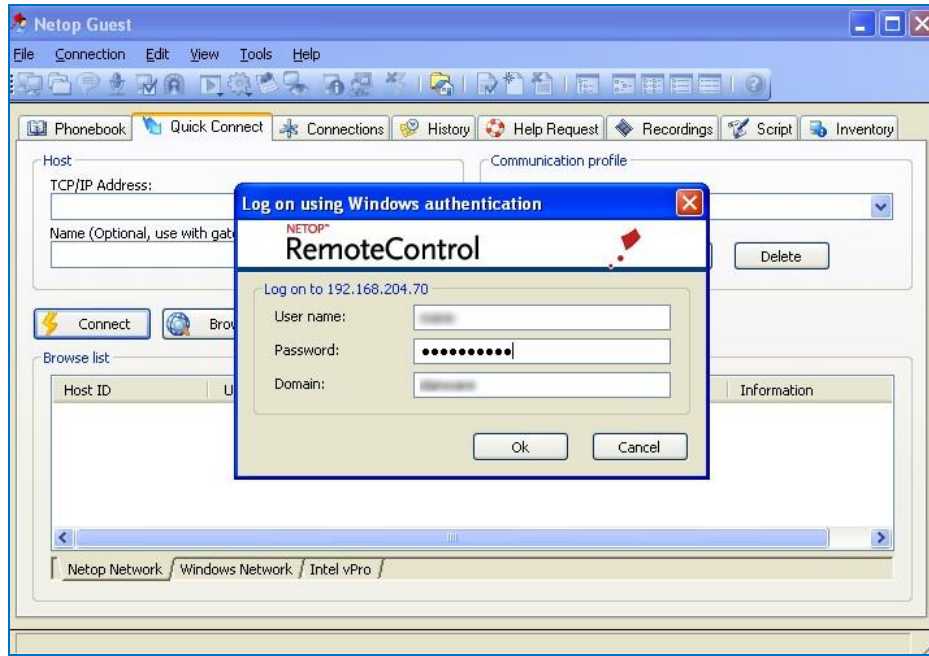 Netop Guest
File Connection Edit View Tools Help
Phonebook Quick Connect Connections History Help Request Recordings Script Inventory
Host
Communication profile
TCP/IP Address:
Name (Optional, use with
Delete
Connect
Browse list
Host ID
Information
Log on using Windows authentication
NETOP™
RemoteControl
Log on to 192.168.204.70
User name:
Password: ●●●●●●●●●●
Domain:
Ok Cancel
Netop Network / Windows Network / Intel vPro /